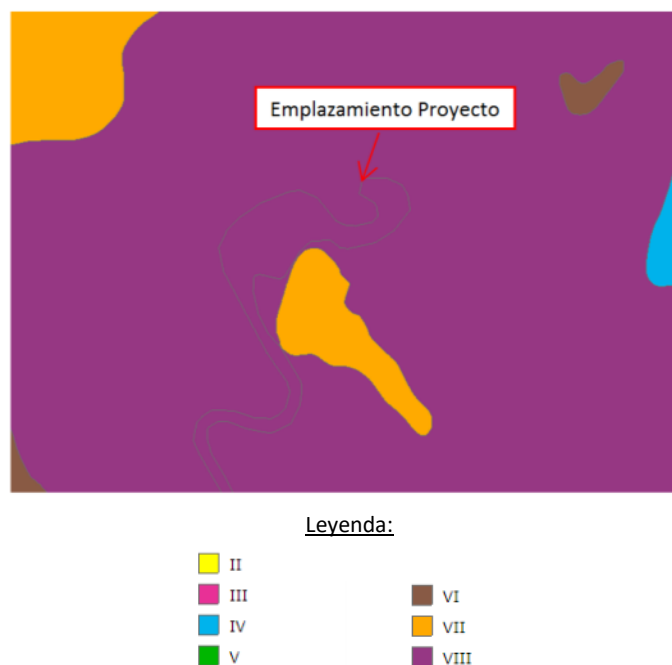 Emplazamiento Proyecto
Leyenda:
II
III
IV
V
VI
VII
VIII